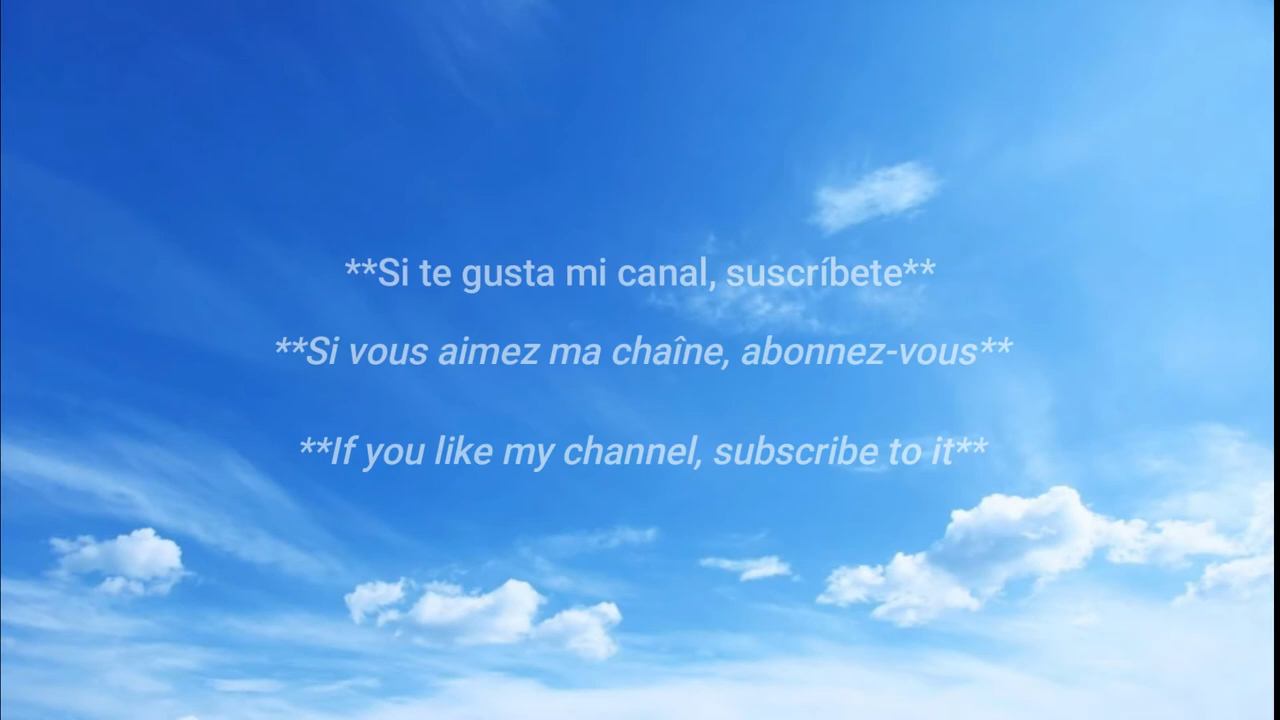 **Si te gusta mi canal, suscríbete**
**Si vous aimez ma chaîne, abonnez-vous**
**If you like my channel, subscribe to it**